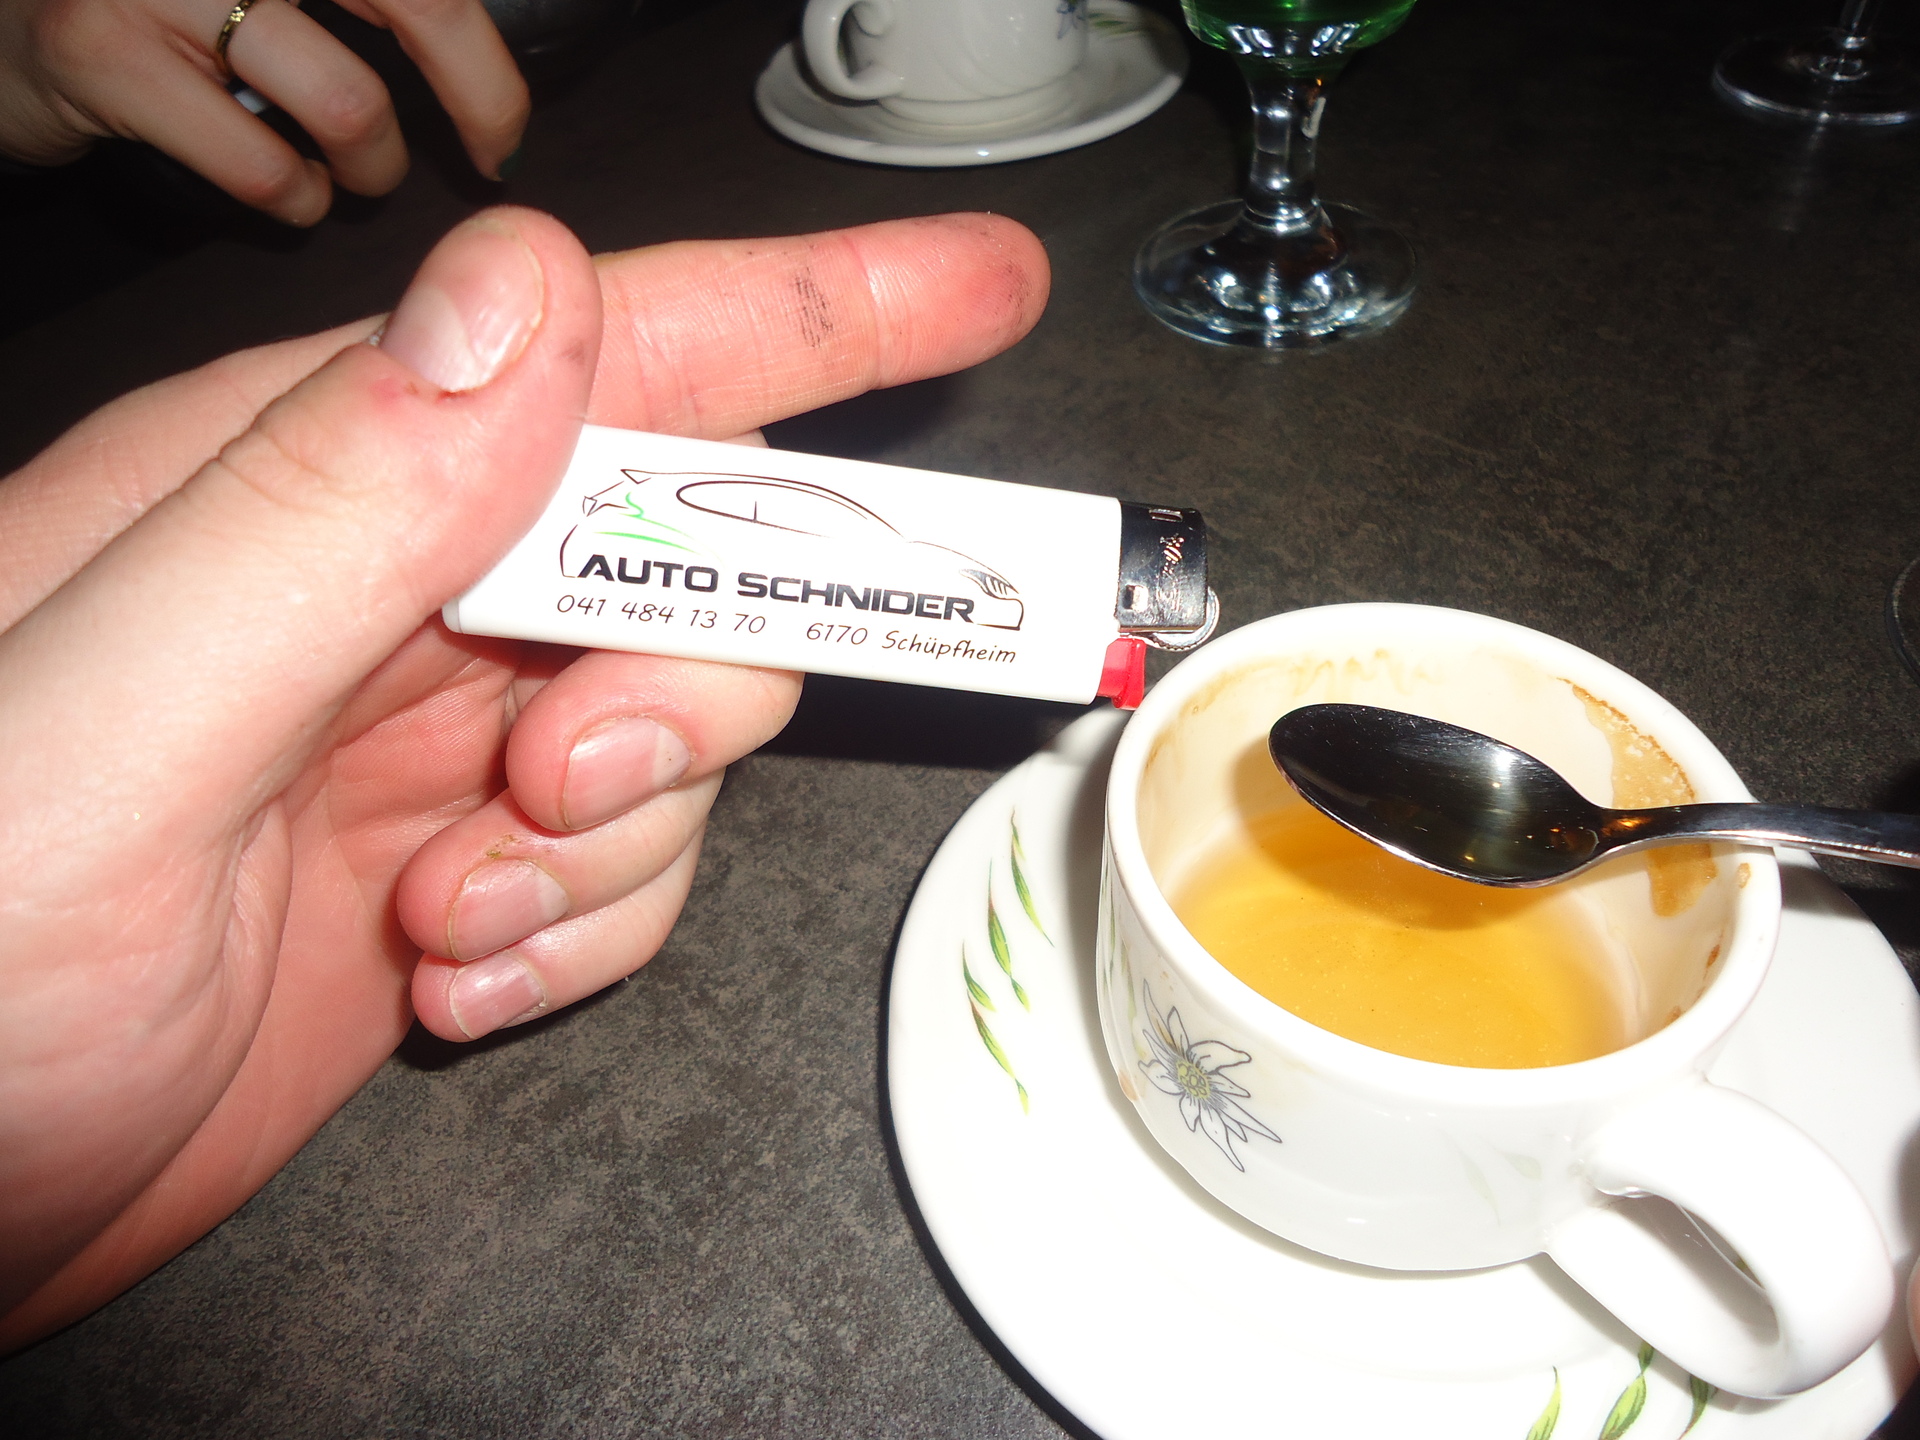 AUTO SCHNIDER
041 484 13 70 6170 Schüpfheim